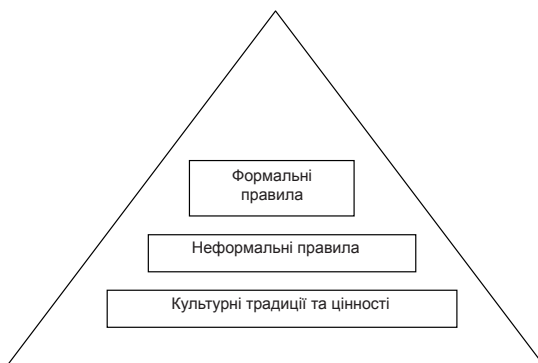 Формальні
правила
Неформальні правила
Культурні традиції та цінності